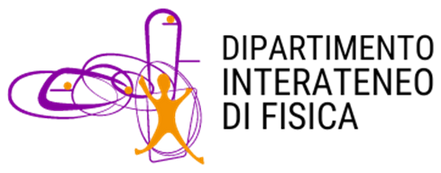 DIPARTIMENTO
INTERATENEO
DI FISICA